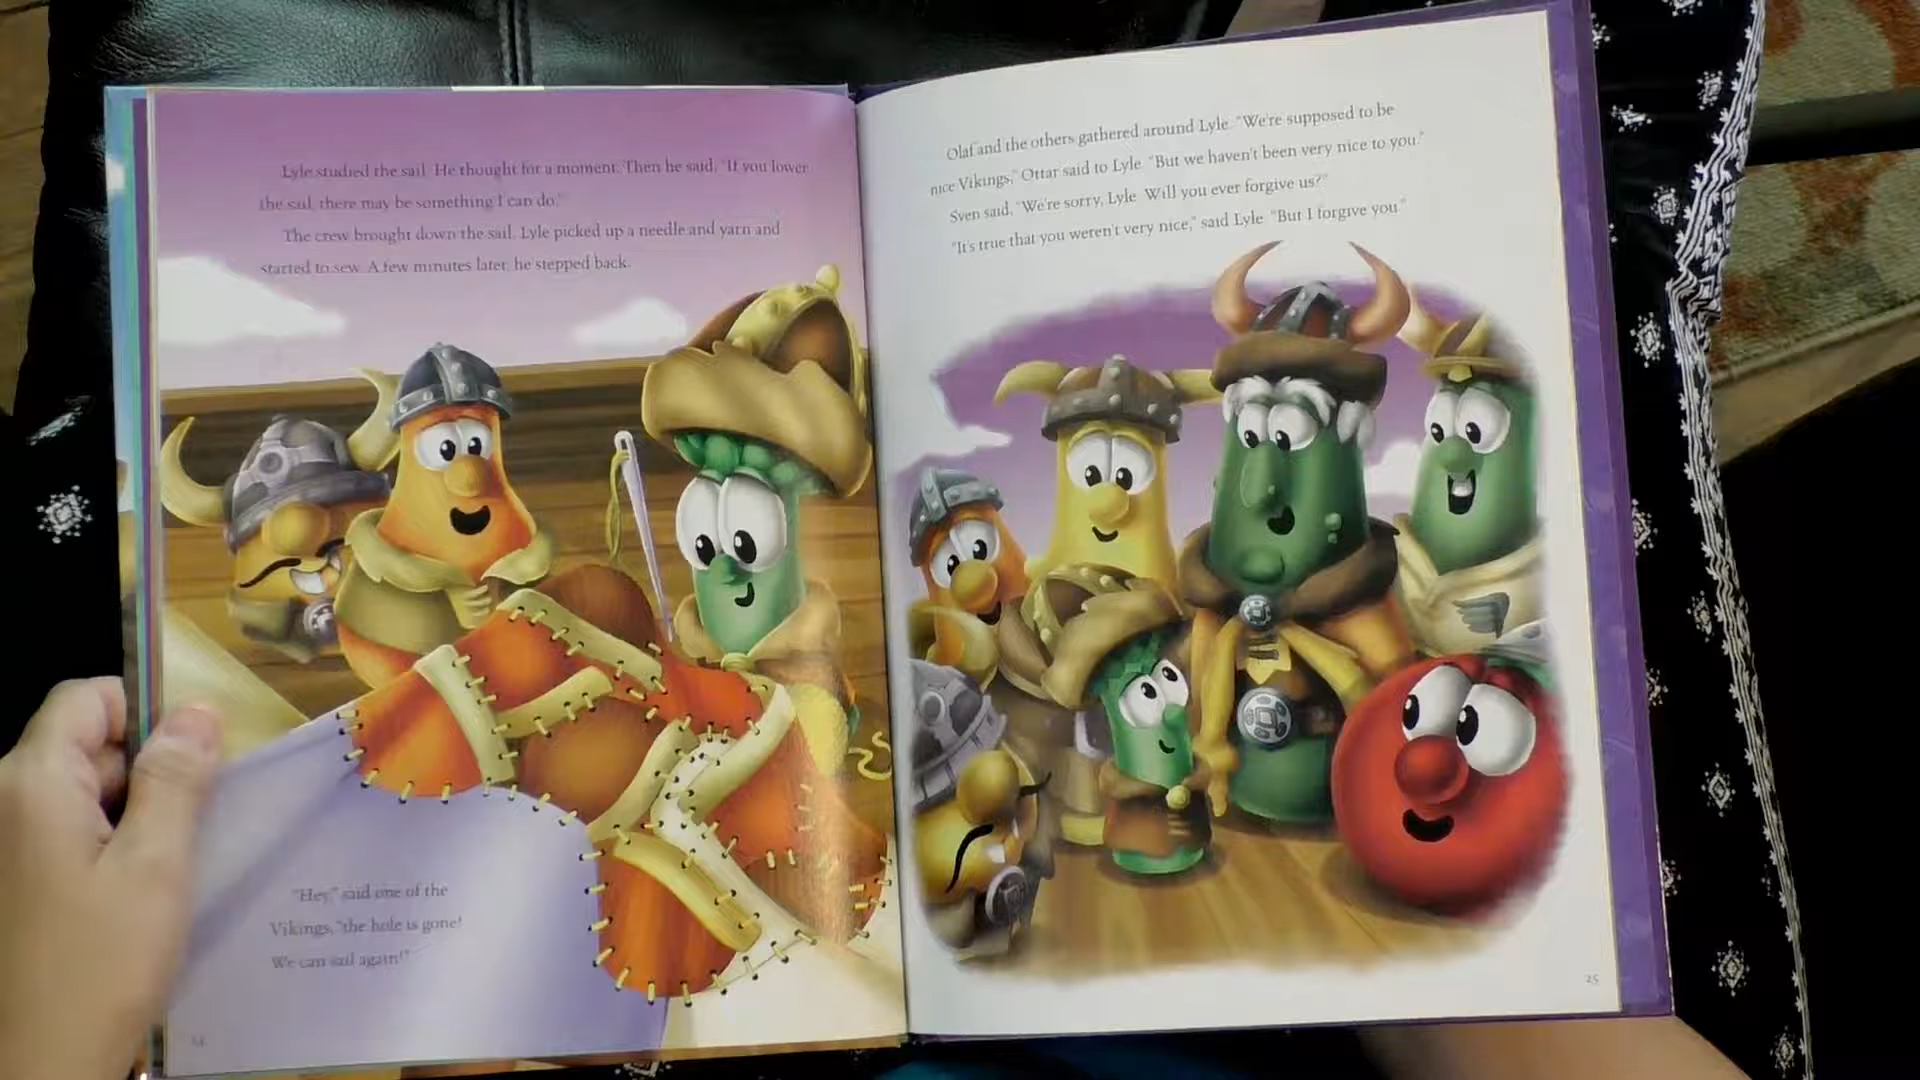 Lyle studied the sail. He thought for a moment. Then he said, "If you lower
the sail, there may be something I can do."
The crew brought down the sail. Lyle picked up a needle and yarn and
started to sew. A few minutes later, he stepped back.
"Hey," said one of the
Vikings, "the hole is gone!
We can sail again!"
24
Olaf and the others gathered around Lyle. "We're supposed to be
nice Vikings," Ottar said to Lyle. "But we haven't been very nice to you."
Sven said, "We're sorry, Lyle. Will you ever forgive us?"
"It's true that you weren't very nice," said Lyle. "But I forgive you."
25